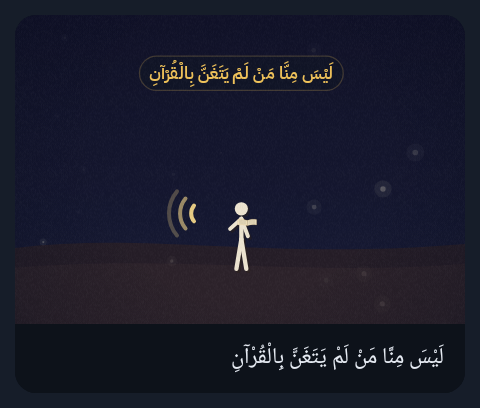 لَيْسَ مِنَّا مَنْ لَمْ يَتَغَنَّ بِالْقُرْآنِ
لَيْسَ مِنَّا مَنْ لَمْ يَتَغَنَّ بِالْقُرْآنِ